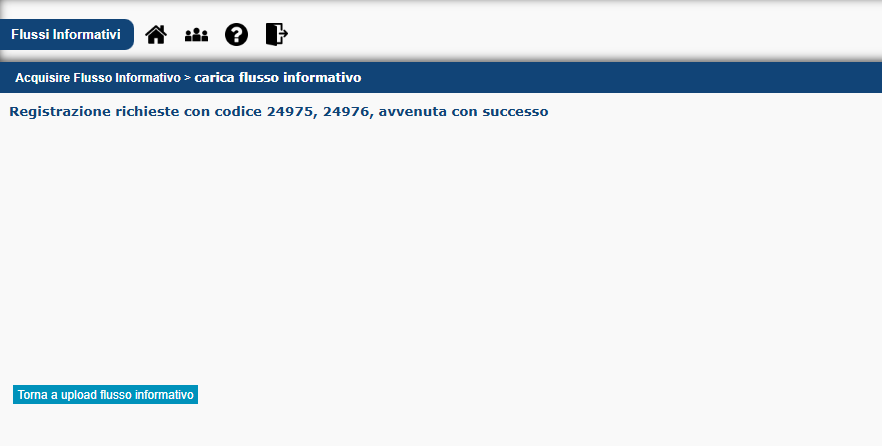 Flussi Informativi
Acquisire Flusso Informativo > carica flusso informativo
Registrazione richieste con codice 24975, 24976, avvenuta con successo
Torna a upload flusso informativo